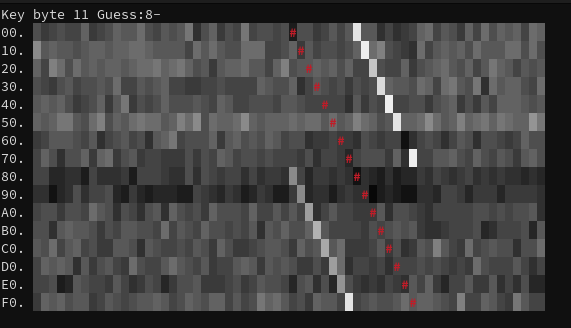 Key byte 11 Guess:8-
00. #
10. #
20. #
30. #
40. #
50. #
60. #
70. #
80. #
90. #
A0. #
B0. #
C0. #
D0. #
E0. #
F0. #